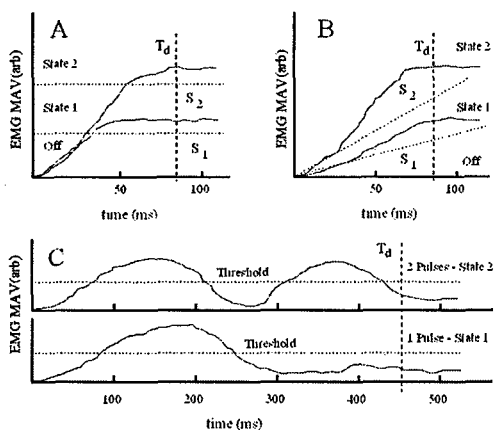 A
B
T_d
T_d
State 2
State 2
S_2
S_2
State 1
State 1
S_1
S_1
Off
Off
EMG MAV(arb)
EMG MAV(arb)
50
100
50
100
time (ms)
time (ms)
C
T_d
Threshold
2 Pulses - State 2
Threshold
1 Pulse - State 1
EMG MAV(arb)
100
200
300
400
500
time (ms)